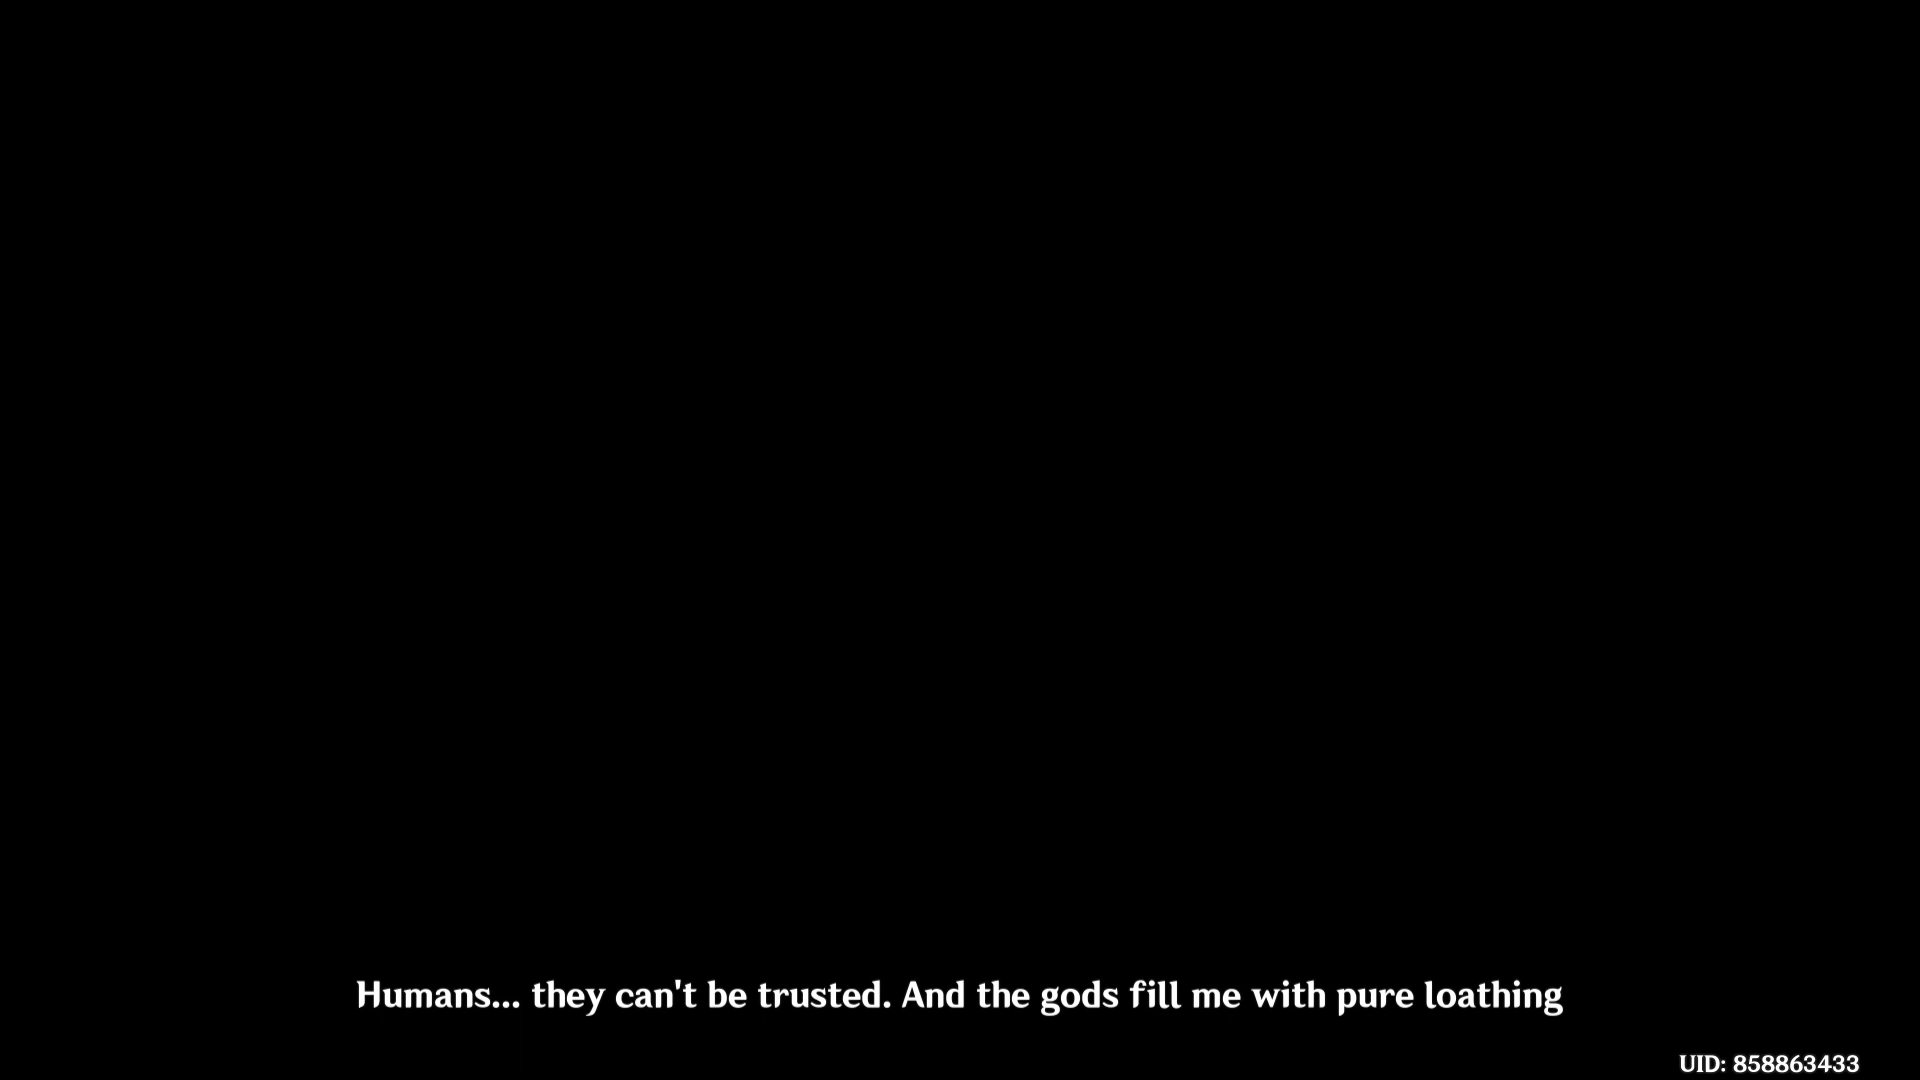 Humans... they can't be trusted. And the gods fill me with pure loathing
UID: 858863433